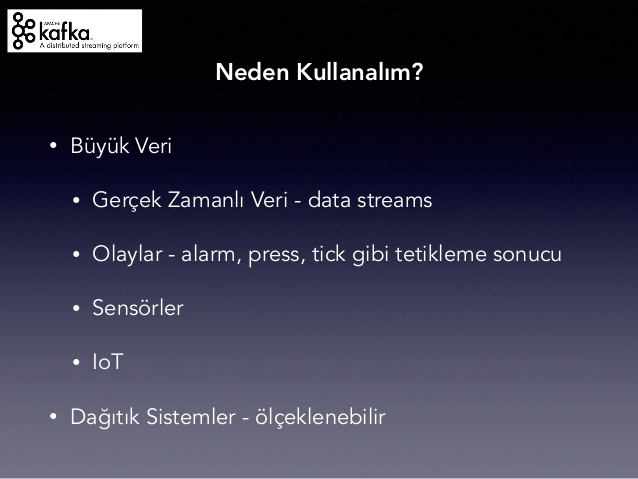 APACHE
kafka
A distributed streaming platform
Neden Kullanalım?
• Büyük Veri
• Gerçek Zamanlı Veri - data streams
• Olaylar - alarm, press, tick gibi tetikleme sonucu
• Sensörler
• IoT
• Dağıtık Sistemler - ölçeklenebilir